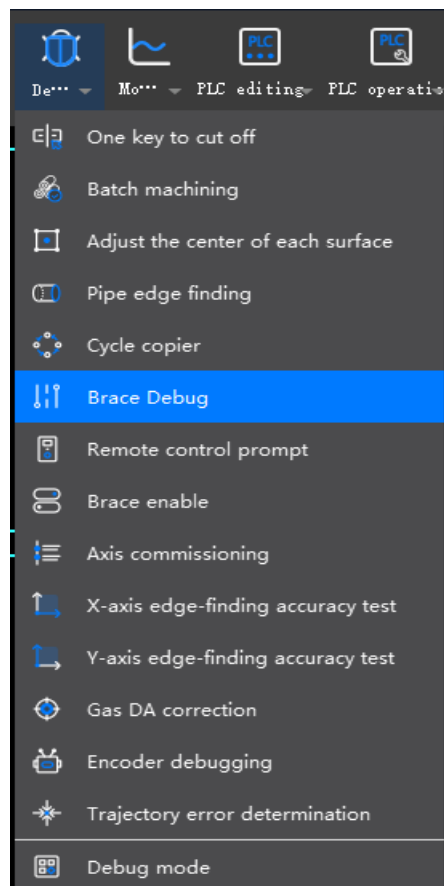 PLC
PLC
De··· Mo··· PLC editing PLC operatio
One key to cut off
Batch machining
Adjust the center of each surface
Pipe edge finding
Cycle copier
Brace Debug
Remote control prompt
Brace enable
Axis commissioning
X-axis edge-finding accuracy test
Y-axis edge-finding accuracy test
Gas DA correction
Encoder debugging
Trajectory error determination
Debug mode